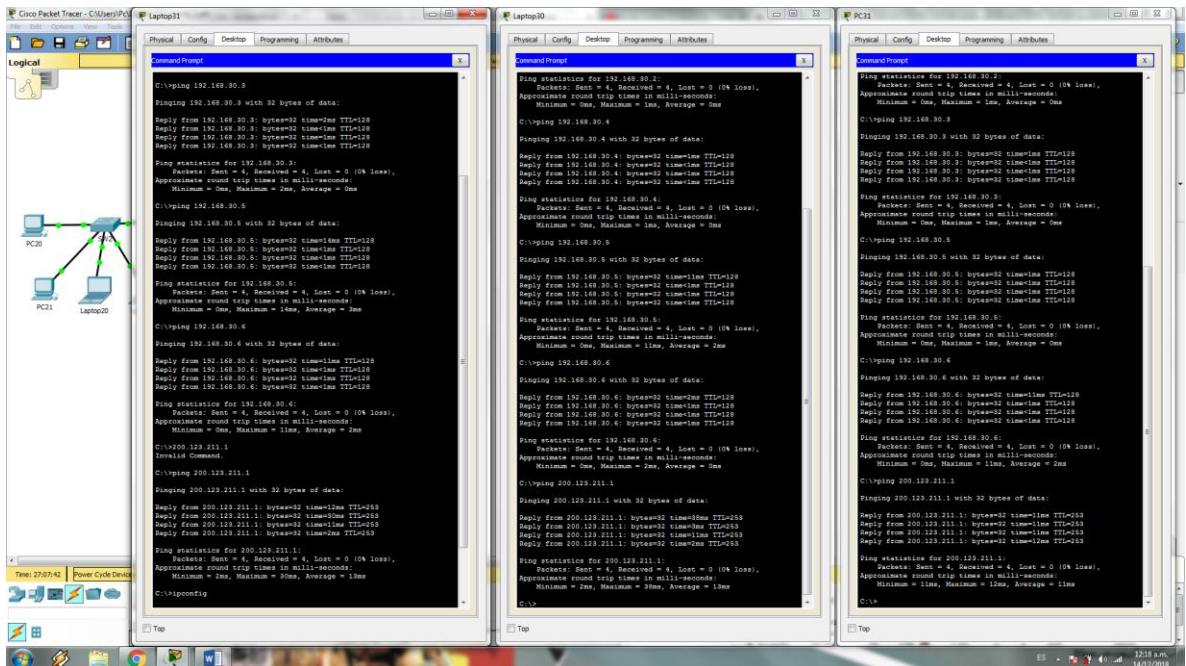 Cisco Packet Tracer - C:\Users\Pc\
File Edit Options View Tools
Logical
PC20
SW2
PC21
Laptop20
Time: 27:07:42
Power Cycle Device
Laptop31
Physical Config Desktop Programming Attributes
Command Prompt
X
C:\>ping 192.168.30.3
Pinging 192.168.30.3 with 32 bytes of data:
Reply from 192.168.30.3: bytes=32 time=2ms TTL=128
Reply from 192.168.30.3: bytes=32 time<1ms TTL=128
Reply from 192.168.30.3: bytes=32 time=1ms TTL=128
Reply from 192.168.30.3: bytes=32 time<1ms TTL=128
Ping statistics for 192.168.30.3:
Packets: Sent = 4, Received = 4, Lost = 0 (0% loss),
Approximate round trip times in milli-seconds:
Minimum = 0ms, Maximum = 2ms, Average = 0ms
C:\>ping 192.168.30.5
Pinging 192.168.30.5 with 32 bytes of data:
Reply from 192.168.30.5: bytes=32 time=14ms TTL=128
Reply from 192.168.30.5: bytes=32 time<1ms TTL=128
Reply from 192.168.30.5: bytes=32 time<1ms TTL=128
Reply from 192.168.30.5: bytes=32 time<1ms TTL=128
Ping statistics for 192.168.30.5:
Packets: Sent = 4, Received = 4, Lost = 0 (0% loss),
Approximate round trip times in milli-seconds:
Minimum = 0ms, Maximum = 14ms, Average = 3ms
C:\>ping 192.168.30.6
Pinging 192.168.30.6 with 32 bytes of data:
Reply from 192.168.30.6: bytes=32 time=11ms TTL=128
Reply from 192.168.30.6: bytes=32 time<1ms TTL=128
Reply from 192.168.30.6: bytes=32 time<1ms TTL=128
Reply from 192.168.30.6: bytes=32 time<1ms TTL=128
Ping statistics for 192.168.30.6:
Packets: Sent = 4, Received = 4, Lost = 0 (0% loss),
Approximate round trip times in milli-seconds:
Minimum = 0ms, Maximum = 11ms, Average = 2ms
C:\>200.123.211.1
Invalid Command.
C:\>ping 200.123.211.1
Pinging 200.123.211.1 with 32 bytes of data:
Reply from 200.123.211.1: bytes=32 time=12ms TTL=253
Reply from 200.123.211.1: bytes=32 time=30ms TTL=253
Reply from 200.123.211.1: bytes=32 time=11ms TTL=253
Reply from 200.123.211.1: bytes=32 time=2ms TTL=253
Ping statistics for 200.123.211.1:
Packets: Sent = 4, Received = 4, Lost = 0 (0% loss),
Approximate round trip times in milli-seconds:
Minimum = 2ms, Maximum = 30ms, Average = 13ms
C:\>ipconfig
Top
Laptop30
Physical Config Desktop Programming Attributes
Command Prompt
X
Ping statistics for 192.168.30.2:
Packets: Sent = 4, Received = 4, Lost = 0 (0% loss),
Approximate round trip times in milli-seconds:
Minimum = 0ms, Maximum = 1ms, Average = 0ms
C:\>ping 192.168.30.4
Pinging 192.168.30.4 with 32 bytes of data:
Reply from 192.168.30.4: bytes=32 time=1ms TTL=128
Reply from 192.168.30.4: bytes=32 time<1ms TTL=128
Reply from 192.168.30.4: bytes=32 time<1ms TTL=128
Reply from 192.168.30.4: bytes=32 time<1ms TTL=128
Ping statistics for 192.168.30.4:
Packets: Sent = 4, Received = 4, Lost = 0 (0% loss),
Approximate round trip times in milli-seconds:
Minimum = 0ms, Maximum = 1ms, Average = 0ms
C:\>ping 192.168.30.5
Pinging 192.168.30.5 with 32 bytes of data:
Reply from 192.168.30.5: bytes=32 time=11ms TTL=128
Reply from 192.168.30.5: bytes=32 time<1ms TTL=128
Reply from 192.168.30.5: bytes=32 time<1ms TTL=128
Reply from 192.168.30.5: bytes=32 time<1ms TTL=128
Ping statistics for 192.168.30.5:
Packets: Sent = 4, Received = 4, Lost = 0 (0% loss),
Approximate round trip times in milli-seconds:
Minimum = 0ms, Maximum = 11ms, Average = 2ms
C:\>ping 192.168.30.6
Pinging 192.168.30.6 with 32 bytes of data:
Reply from 192.168.30.6: bytes=32 time=2ms TTL=128
Reply from 192.168.30.6: bytes=32 time<1ms TTL=128
Reply from 192.168.30.6: bytes=32 time<1ms TTL=128
Reply from 192.168.30.6: bytes=32 time<1ms TTL=128
Ping statistics for 192.168.30.6:
Packets: Sent = 4, Received = 4, Lost = 0 (0% loss),
Approximate round trip times in milli-seconds:
Minimum = 0ms, Maximum = 2ms, Average = 0ms
C:\>ping 200.123.211.1
Pinging 200.123.211.1 with 32 bytes of data:
Reply from 200.123.211.1: bytes=32 time=38ms TTL=253
Reply from 200.123.211.1: bytes=32 time=3ms TTL=253
Reply from 200.123.211.1: bytes=32 time=11ms TTL=253
Reply from 200.123.211.1: bytes=32 time=2ms TTL=253
Ping statistics for 200.123.211.1:
Packets: Sent = 4, Received = 4, Lost = 0 (0% loss),
Approximate round trip times in milli-seconds:
Minimum = 2ms, Maximum = 38ms, Average = 13ms
C:\>
Top
PC31
Physical Config Desktop Programming Attributes
Command Prompt
X
Ping statistics for 192.168.30.2:
Packets: Sent = 4, Received = 4, Lost = 0 (0% loss),
Approximate round trip times in milli-seconds:
Minimum = 0ms, Maximum = 1ms, Average = 0ms
C:\>ping 192.168.30.3
Pinging 192.168.30.3 with 32 bytes of data:
Reply from 192.168.30.3: bytes=32 time=1ms TTL=128
Reply from 192.168.30.3: bytes=32 time<1ms TTL=128
Reply from 192.168.30.3: bytes=32 time<1ms TTL=128
Reply from 192.168.30.3: bytes=32 time<1ms TTL=128
Ping statistics for 192.168.30.3:
Packets: Sent = 4, Received = 4, Lost = 0 (0% loss),
Approximate round trip times in milli-seconds:
Minimum = 0ms, Maximum = 1ms, Average = 0ms
C:\>ping 192.168.30.5
Pinging 192.168.30.5 with 32 bytes of data:
Reply from 192.168.30.5: bytes=32 time<1ms TTL=128
Reply from 192.168.30.5: bytes=32 time=1ms TTL=128
Reply from 192.168.30.5: bytes=32 time<1ms TTL=128
Reply from 192.168.30.5: bytes=32 time<1ms TTL=128
Ping statistics for 192.168.30.5:
Packets: Sent = 4, Received = 4, Lost = 0 (0% loss),
Approximate round trip times in milli-seconds:
Minimum = 0ms, Maximum = 1ms, Average = 0ms
C:\>ping 192.168.30.6
Pinging 192.168.30.6 with 32 bytes of data:
Reply from 192.168.30.6: bytes=32 time=11ms TTL=128
Reply from 192.168.30.6: bytes=32 time<1ms TTL=128
Reply from 192.168.30.6: bytes=32 time<1ms TTL=128
Reply from 192.168.30.6: bytes=32 time<1ms TTL=128
Ping statistics for 192.168.30.6:
Packets: Sent = 4, Received = 4, Lost = 0 (0% loss),
Approximate round trip times in milli-seconds:
Minimum = 0ms, Maximum = 11ms, Average = 2ms
C:\>ping 200.123.211.1
Pinging 200.123.211.1 with 32 bytes of data:
Reply from 200.123.211.1: bytes=32 time=11ms TTL=253
Reply from 200.123.211.1: bytes=32 time=11ms TTL=253
Reply from 200.123.211.1: bytes=32 time=11ms TTL=253
Reply from 200.123.211.1: bytes=32 time=12ms TTL=253
Ping statistics for 200.123.211.1:
Packets: Sent = 4, Received = 4, Lost = 0 (0% loss),
Approximate round trip times in milli-seconds:
Minimum = 11ms, Maximum = 12ms, Average = 11ms
C:\>
Top
ES
12:18 a.m.
14/12/2018